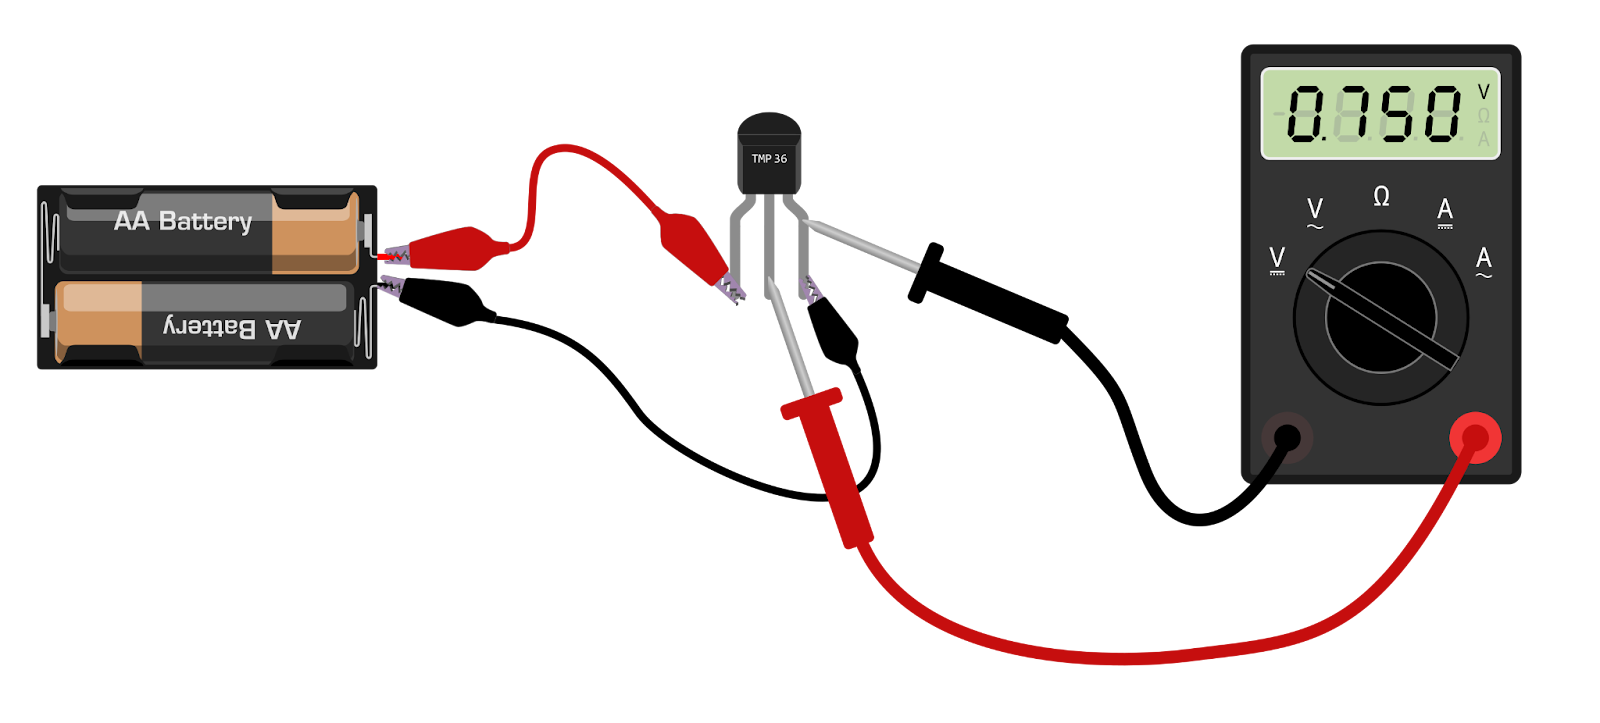 AA Battery
AA Battery
TMP 36
0.750 V
Ω
A
V
Ω
A
V
A